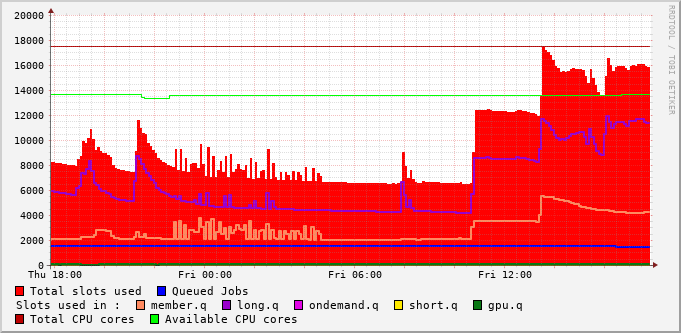 20000
18000
16000
14000
12000
10000
8000
6000
4000
2000
0
Thu 18:00 Fri 00:00 Fri 06:00 Fri 12:00
RRDTOOL / TOBI OETIKER
Total slots used Queued Jobs
Slots used in : member.q long.q ondemand.q short.q gpu.q
Total CPU cores Available CPU cores